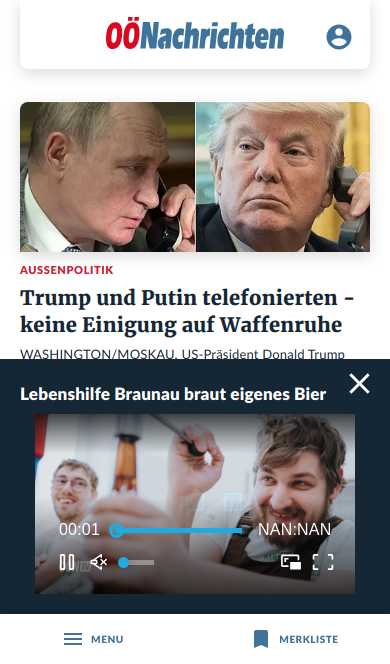 OÖNachrichten
AUSSENPOLITIK
Trump und Putin telefonierten -
keine Einigung auf Waffenruhe
WASHINGTON/MOSKAU. US-Präsident Donald Trump
Lebenshilfe Braunau braut eigenes Bier
00:01
NAN:NAN
MENU
MERKLISTE